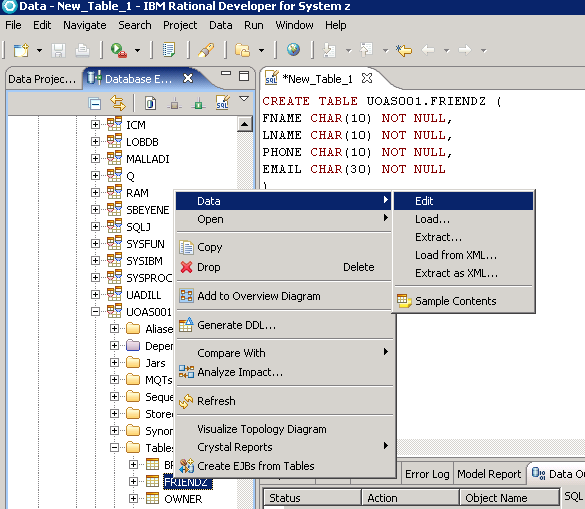 Data - New_Table_1 - IBM Rational Developer for System z
File Edit Navigate Search Project Data Run Window Help
Data Projec...
Database E...
ICM
LOBDB
MALLADI
Q
RAM
SBEYENE
SQLJ
SYSFUN
SYSIBM
SYSPROC
UADILL
UOAS001
Aliase
Depen
Jars
MQTs
Seque
Stored
Synon
Tables
FRIENDZ
OWNER
SQL
*New_Table_1
CREATE TABLE UOAS001.FRIENDZ (
FNAME CHAR(10) NOT NULL,
LNAME CHAR(10) NOT NULL,
PHONE CHAR(10) NOT NULL,
EMAIL CHAR(30) NOT NULL
)
Data
Open
Copy
Drop Delete
Add to Overview Diagram
Generate DDL...
Compare With
Analyze Impact...
Refresh
Visualize Topology Diagram
Crystal Reports
Create EJBs from Tables
Edit
Load...
Extract...
Load from XML...
Extract as XML...
Sample Contents
Error Log Model Report Data Ou
Status Action Object Name SQL